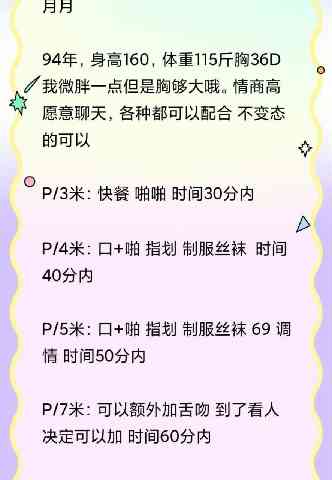 月月
94年，身高160，体重115斤胸36D
我微胖一点但是胸够大哦。情商高
愿意聊天，各种都可以配合 不变态
的可以
P/3米：快餐 啪啪 时间30分内
P/4米：口+啪 指划 制服丝袜 时间
40分内
P/5米：口+啪 指划 制服丝袜 69 调
情 时间50分内
P/7米：可以额外加舌吻 到了看人
决定可以加 时间60分内